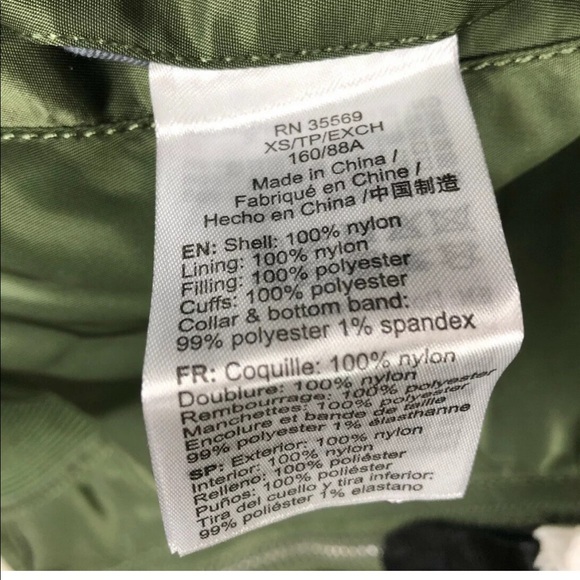 RN 35569
XS/TP/EXCH
160/88A
Made in China /
Fabriqué en Chine /
Hecho en China /中国制造
EN: Shell: 100% nylon
Lining: 100% nylon
Filling: 100% polyester
Cuffs: 100% polyester
Collar & bottom band:
99% polyester 1% spandex
FR: Coquille: 100% nylon
Doublure: 100% nylon
Rembourrage: 100% polyester
Manchettes: 100% polyester
Encolure et bande de taille
99% polyester 1% élasthanne
SP: Exterior: 100% nylon
Interior: 100% nylon
Relleno: 100% poliéster
Puños: 100% poliéster
Tira del cuello y tira inferior:
99% poliéster 1% elastano